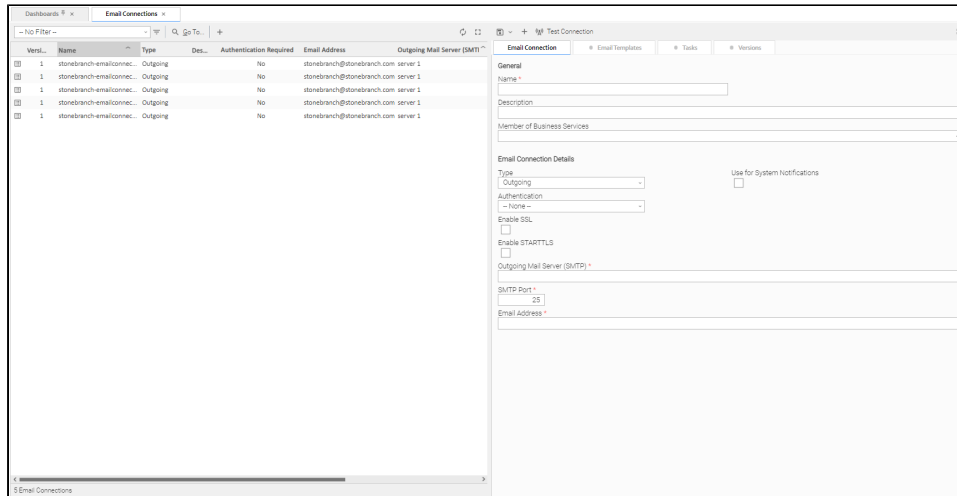 Dashboards
Email Connections
-- No Filter --
Go To...
Test Connection
Versi... Name Type Des... Authentication Required Email Address Outgoing Mail Server (SMTI
1 stonebranch-emailconnec... Outgoing No stonebranch@stonebranch.com server 1
1 stonebranch-emailconnec... Outgoing No stonebranch@stonebranch.com server 1
1 stonebranch-emailconnec... Outgoing No stonebranch@stonebranch.com server 1
1 stonebranch-emailconnec... Outgoing No stonebranch@stonebranch.com server 1
1 stonebranch-emailconnec... Outgoing No stonebranch@stonebranch.com server 1
5 Email Connections
Email Connection Email Templates Tasks Versions
General
Name *
Description
Member of Business Services
Email Connection Details
Type Use for System Notifications
Outgoing
Authentication
-- None --
Enable SSL
Enable STARTTLS
Outgoing Mail Server (SMTP) *
SMTP Port *
25
Email Address *